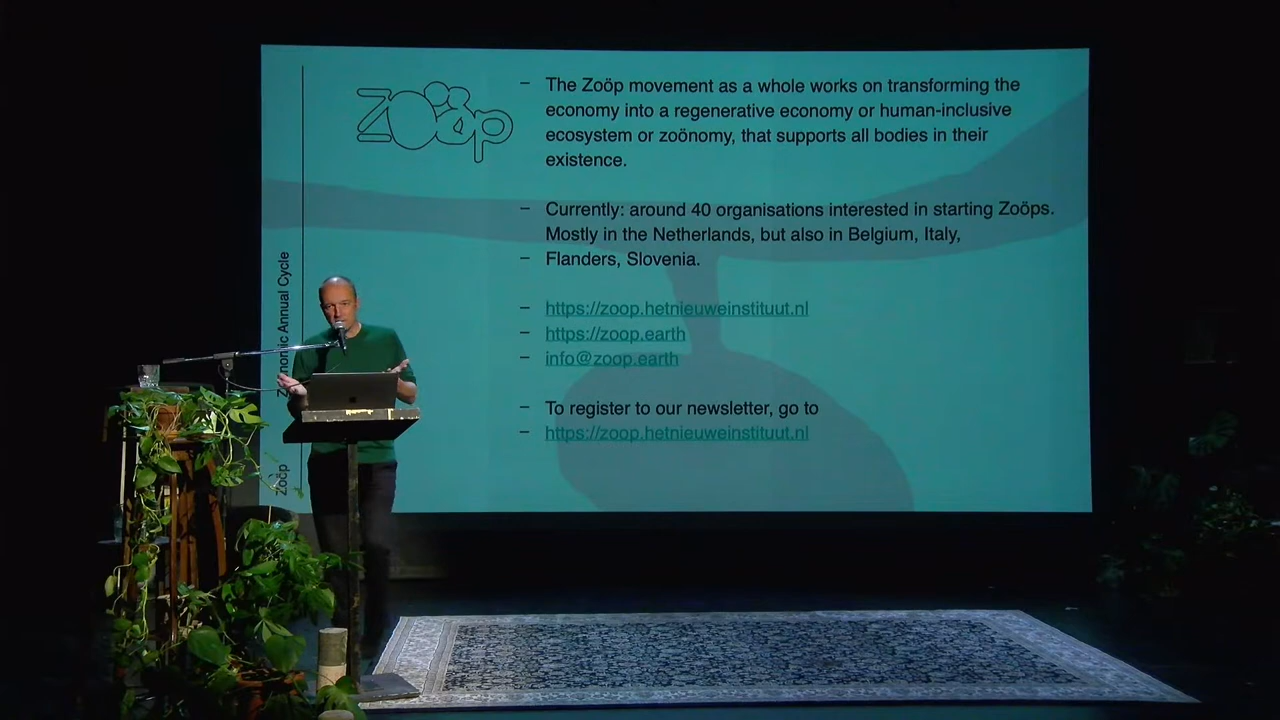 zoöp
– The Zoöp movement as a whole works on transforming the
economy into a regenerative economy or human-inclusive
ecosystem or zoönomy, that supports all bodies in their
existence.
– Currently: around 40 organisations interested in starting Zoöps.
Mostly in the Netherlands, but also in Belgium, Italy,
– Flanders, Slovenia.
– https://zoop.hetnieuweinstituut.nl
– https://zoop.earth
– info@zoop.earth
– To register to our newsletter, go to
– https://zoop.hetnieuweinstituut.nl
Annual Cycle
Zoöp